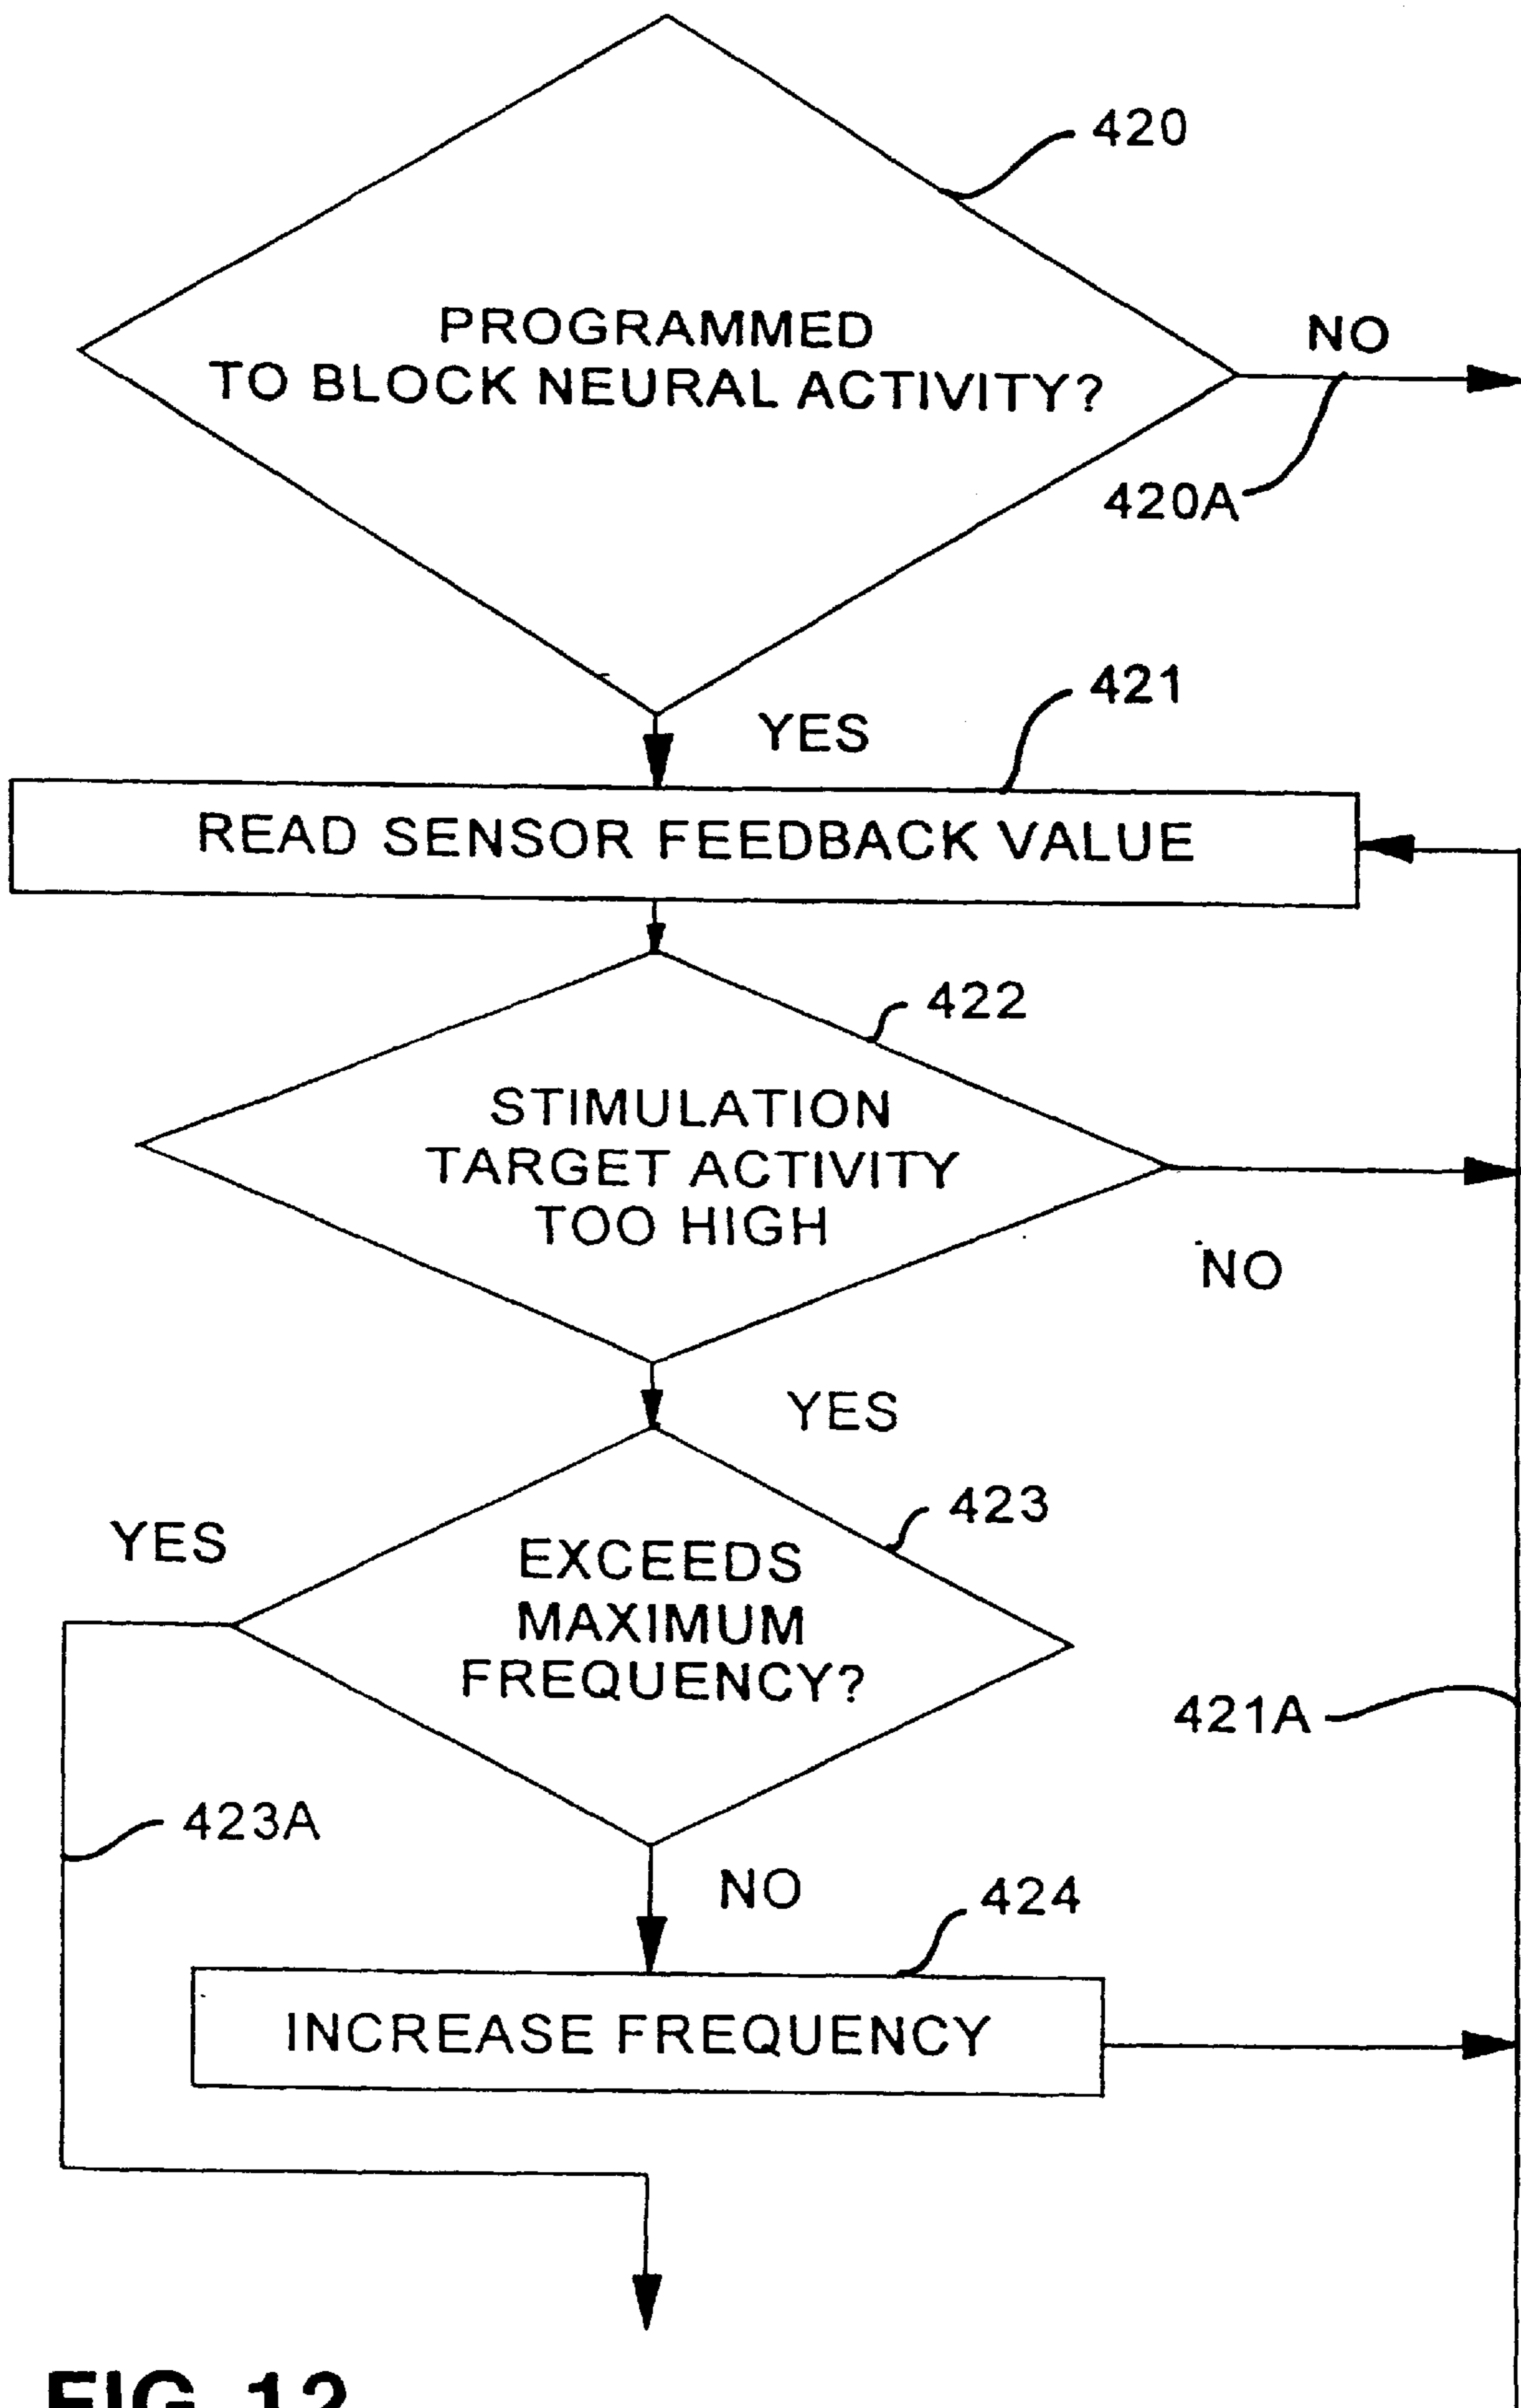 420
PROGRAMMED
TO BLOCK NEURAL ACTIVITY?
NO
420A
421
YES
READ SENSOR FEEDBACK VALUE
422
STIMULATION
TARGET ACTIVITY
TOO HIGH
NO
YES
423
YES
EXCEEDS
MAXIMUM
FREQUENCY?
421A
423A
NO
424
INCREASE FREQUENCY
FIG. 12